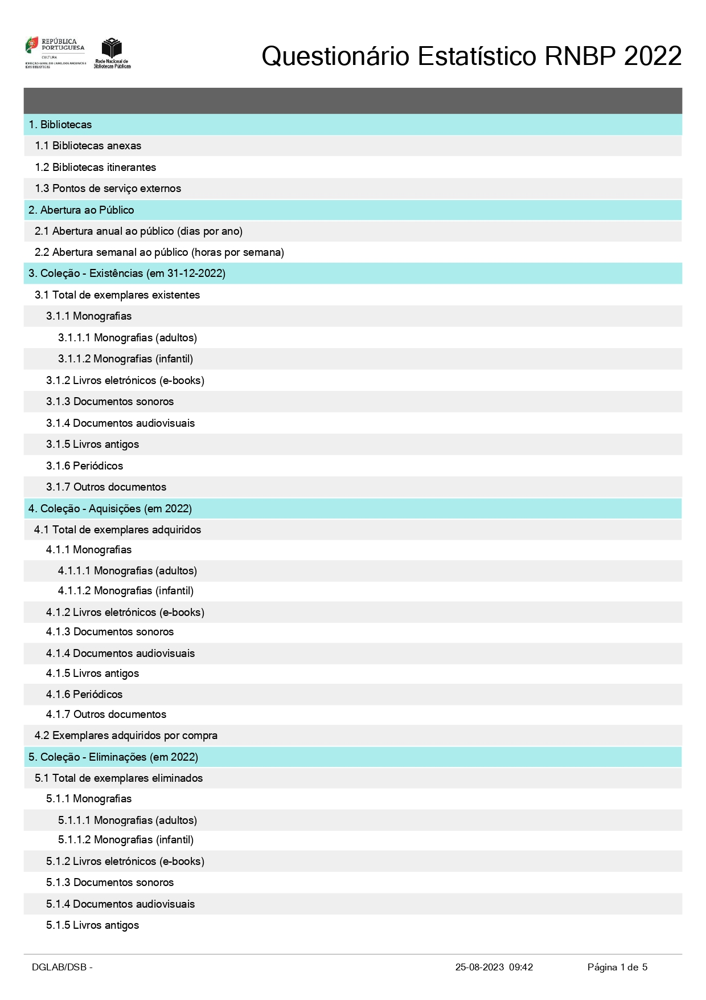 REPÚBLICA
PORTUGUESA
CULTURA
DIREÇÃO-GERAL DO LIVRO, DOS ARQUIVOS E
DAS BIBLIOTECAS
Rede Nacional de
Bibliotecas Públicas
Questionário Estatístico RNBP 2022
1. Bibliotecas
1.1 Bibliotecas anexas
1.2 Bibliotecas itinerantes
1.3 Pontos de serviço externos
2. Abertura ao Público
2.1 Abertura anual ao público (dias por ano)
2.2 Abertura semanal ao público (horas por semana)
3. Coleção - Existências (em 31-12-2022)
3.1 Total de exemplares existentes
3.1.1 Monografias
3.1.1.1 Monografias (adultos)
3.1.1.2 Monografias (infantil)
3.1.2 Livros eletrónicos (e-books)
3.1.3 Documentos sonoros
3.1.4 Documentos audiovisuais
3.1.5 Livros antigos
3.1.6 Periódicos
3.1.7 Outros documentos
4. Coleção - Aquisições (em 2022)
4.1 Total de exemplares adquiridos
4.1.1 Monografias
4.1.1.1 Monografias (adultos)
4.1.1.2 Monografias (infantil)
4.1.2 Livros eletrónicos (e-books)
4.1.3 Documentos sonoros
4.1.4 Documentos audiovisuais
4.1.5 Livros antigos
4.1.6 Periódicos
4.1.7 Outros documentos
4.2 Exemplares adquiridos por compra
5. Coleção - Eliminações (em 2022)
5.1 Total de exemplares eliminados
5.1.1 Monografias
5.1.1.1 Monografias (adultos)
5.1.1.2 Monografias (infantil)
5.1.2 Livros eletrónicos (e-books)
5.1.3 Documentos sonoros
5.1.4 Documentos audiovisuais
5.1.5 Livros antigos
DGLAB/DSB - 25-08-2023 09:42 Página 1 de 5